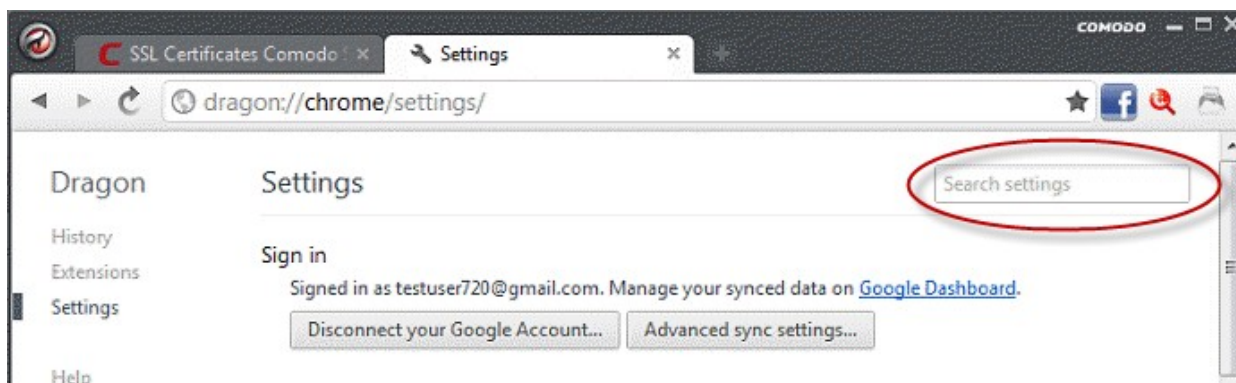 COMODO
SSL Certificates Comodo S
Settings
dragon://chrome/settings/
Dragon
Settings
Search settings
History
Extensions
Settings
Help
Sign in
Signed in as testuser720@gmail.com. Manage your synced data on Google Dashboard.
Disconnect your Google Account... Advanced sync settings...